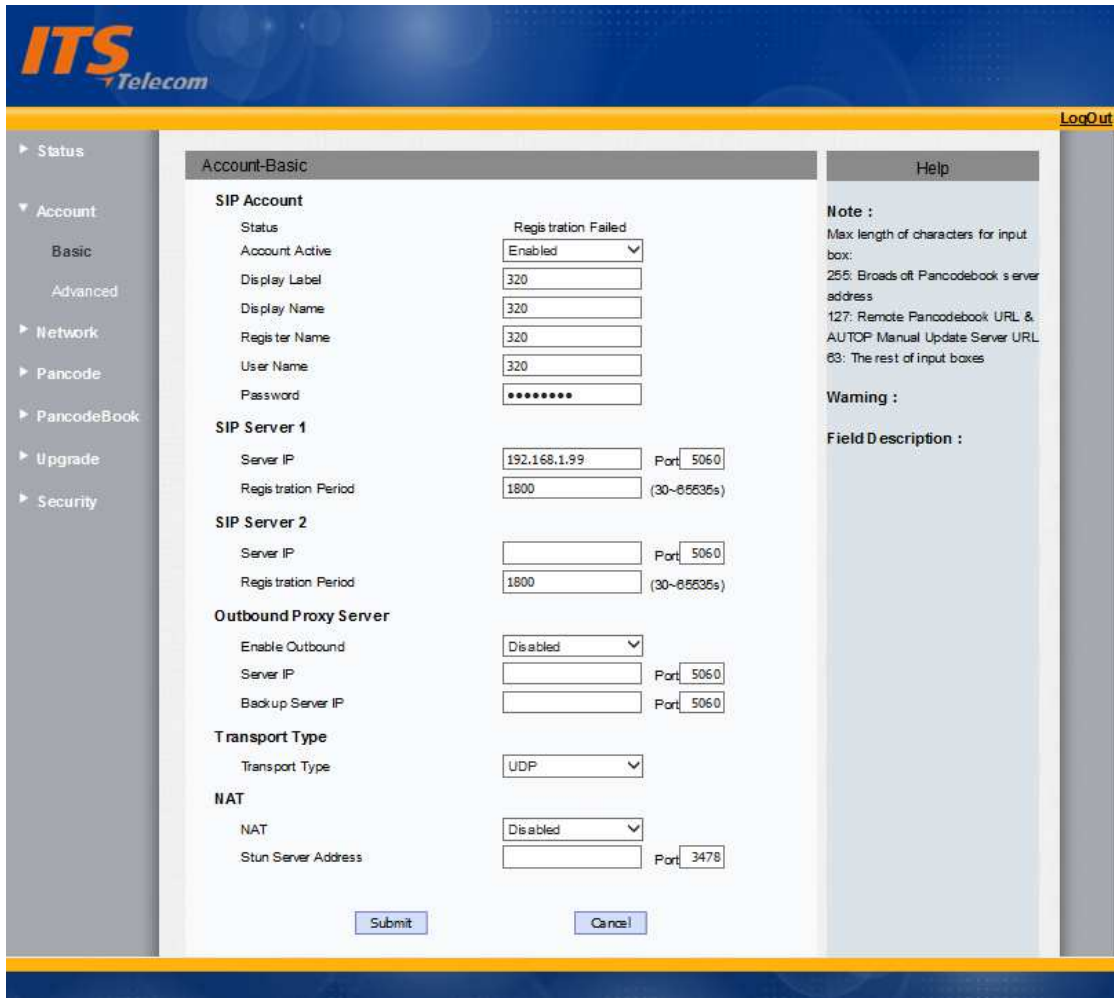 ITS
Telecom
LogOut
Status
Account
Basic
Advanced
Network
Pancode
PancodeBook
Upgrade
Security
Account-Basic
SIP Account
Status Registration Failed
Account Active Enabled
Display Label 320
Display Name 320
Register Name 320
User Name 320
Password ••••••••
SIP Server 1
Server IP 192.168.1.99 Port 5060
Registration Period 1800 (30~65535s)
SIP Server 2
Server IP Port 5060
Registration Period 1800 (30~65535s)
Outbound Proxy Server
Enable Outbound Disabled
Server IP Port 5060
Backup Server IP Port 5060
Transport Type
Transport Type UDP
NAT
NAT Disabled
Stun Server Address Port 3478
Submit Cancel
Help
Note :
Max length of characters for input
box:
255: Broadsoft Pancodebook server
address
127: Remote Pancodebook URL &
AUTOP Manual Update Server URL
63: The rest of input boxes
Warning :
Field Description :